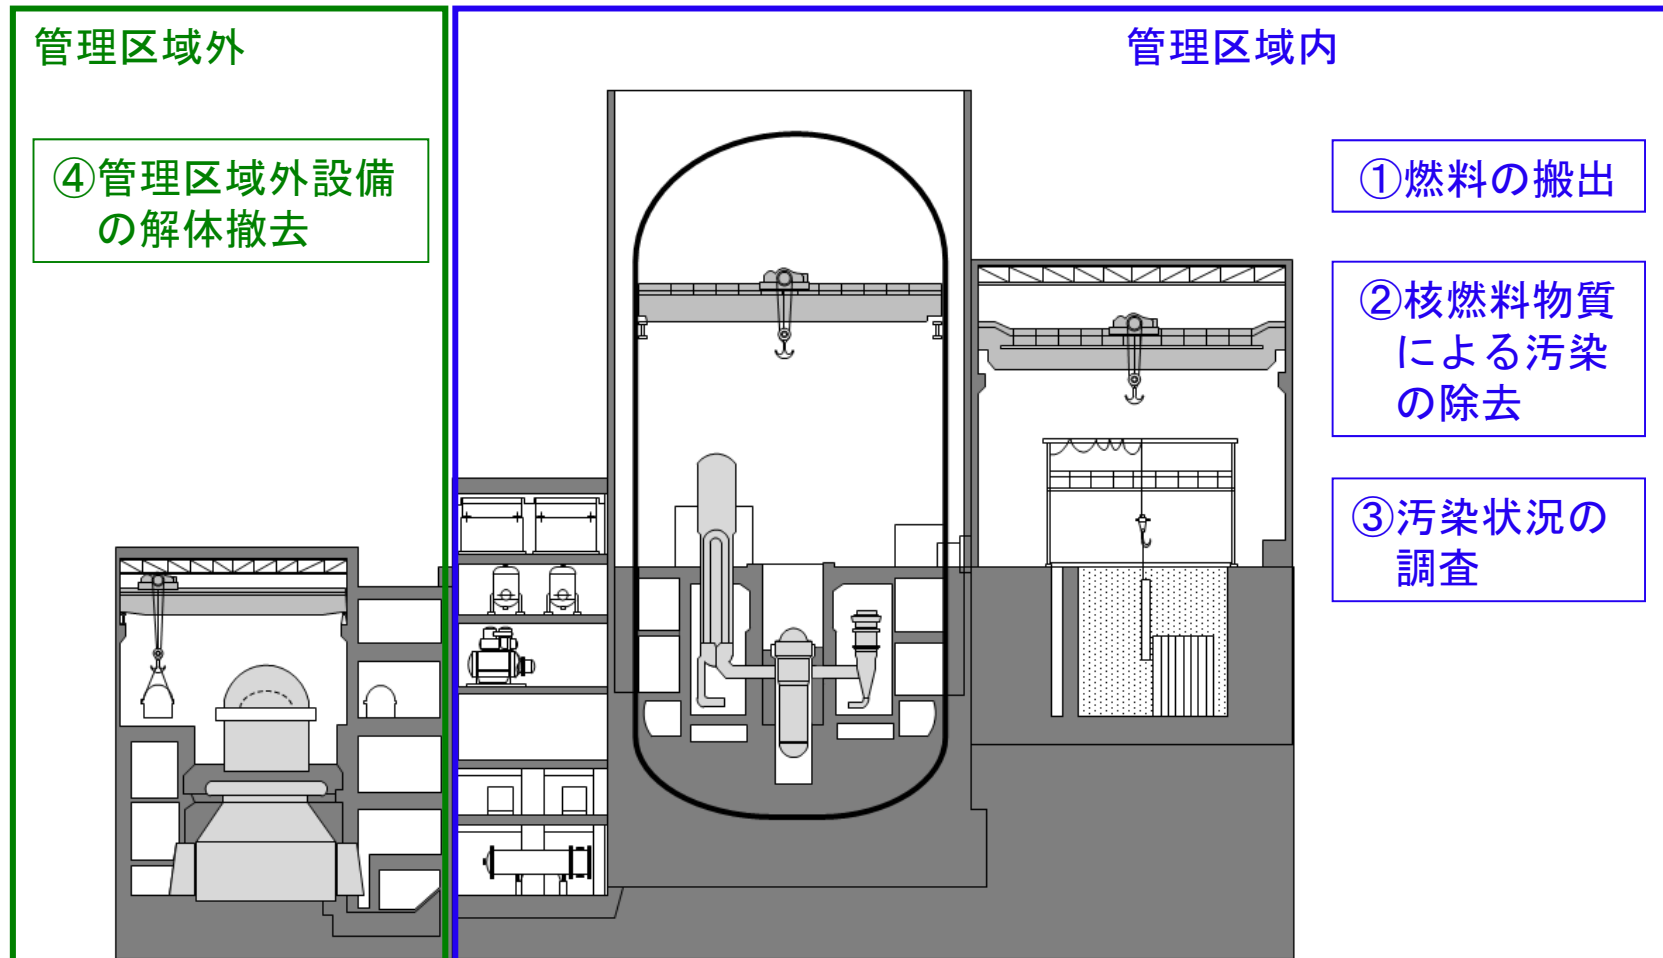 管理区域外
管理区域内
④管理区域外設備
の解体撤去
①燃料の搬出
②核燃料物質
による汚染
の除去
③汚染状況の
調査